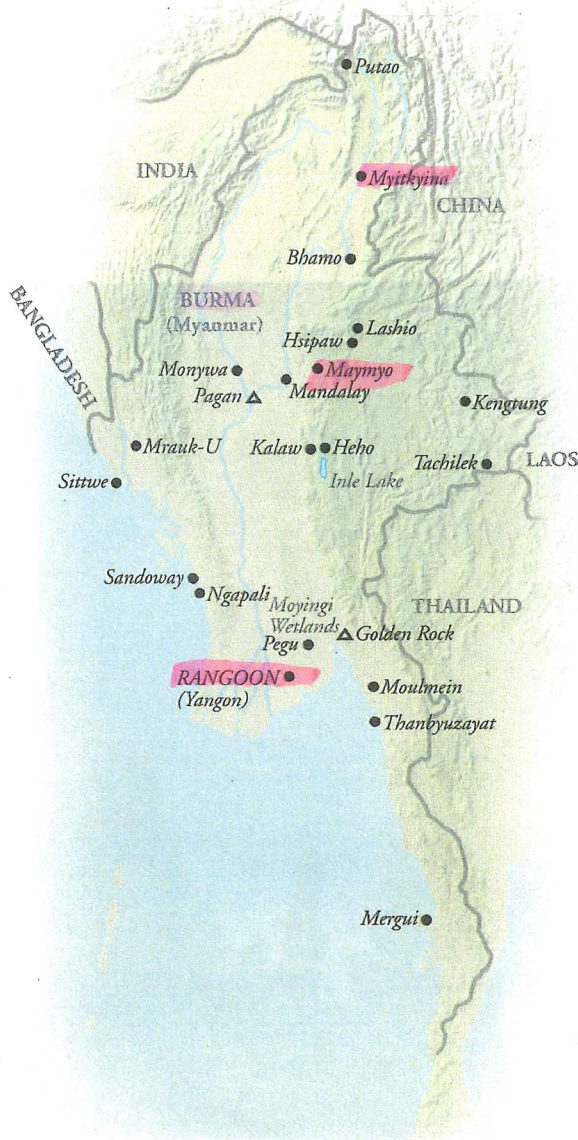 Putao
INDIA
Myitkyina
CHINA
Bhamo
BURMA
(Myanmar)
BANGLADESH
Lashio
Hsipaw
Monywa
Maymyo
Mandalay
Pagan
Kengtung
Mrauk-U
Kalaw
Heho
Tachilek
LAOS
Sittwe
Inle Lake
Sandoway
Ngapali
Moyingi
Wetlands
THAILAND
Golden Rock
Pegu
RANGOON
(Yangon)
Moulmein
Thanbyuzayat
Mergui